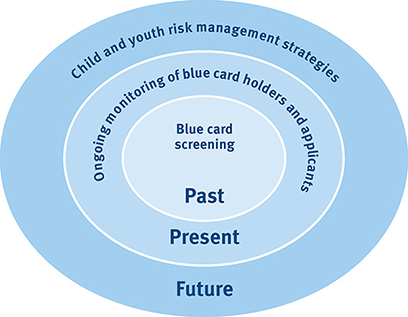 Child and youth risk management strategies
Ongoing monitoring of blue card holders and applicants
Blue card
screening
Past
Present
Future